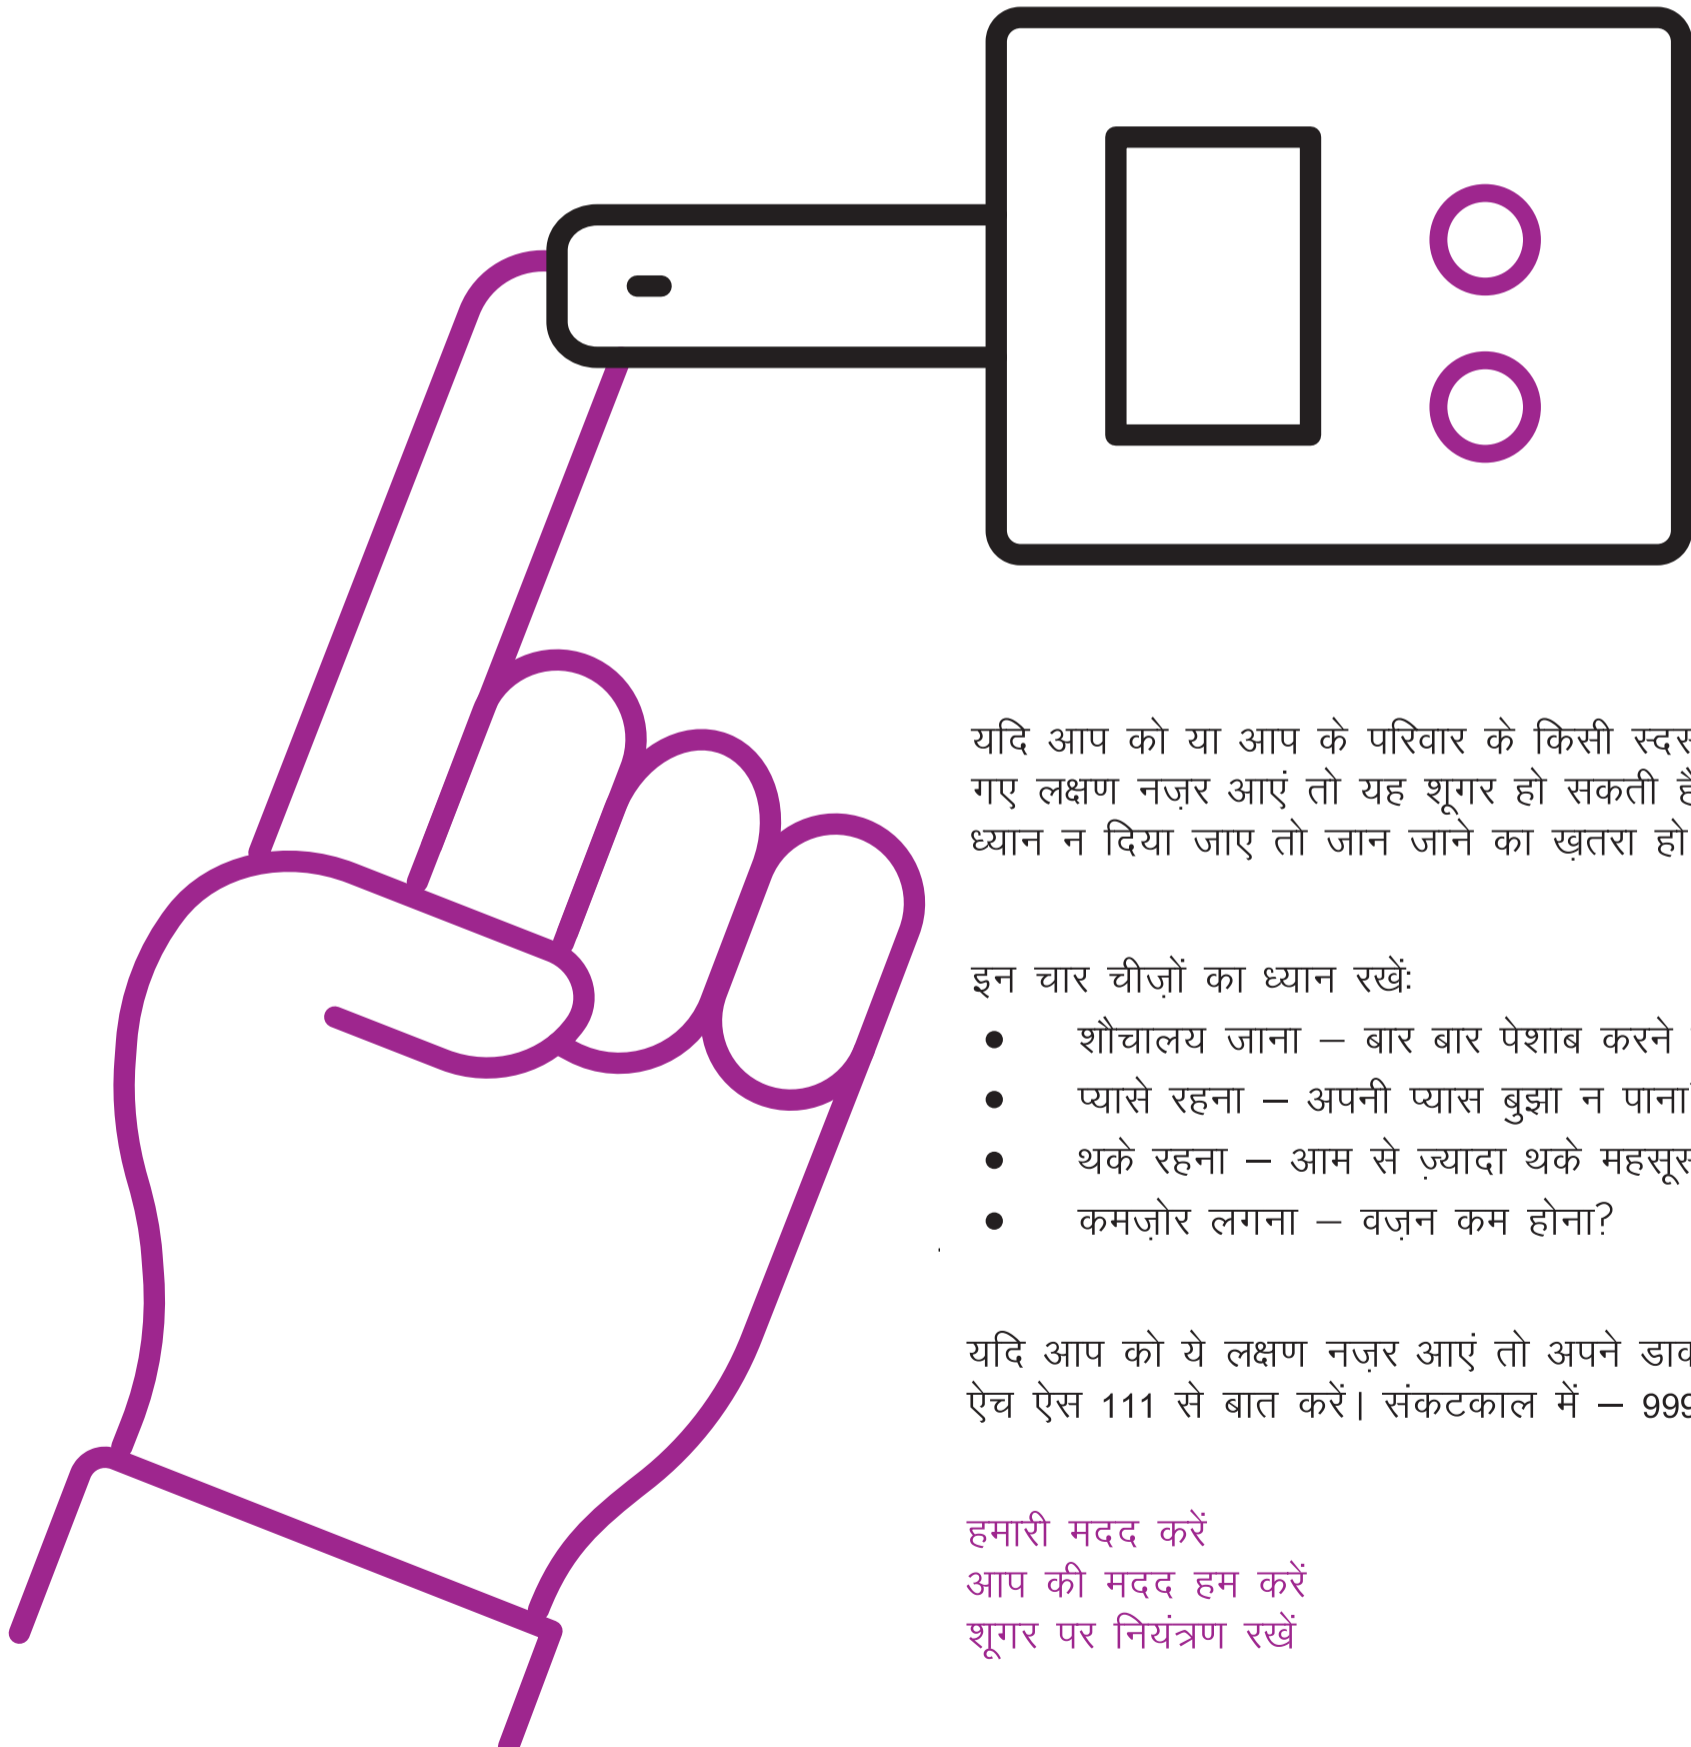 यदि आप को या आप के परिवार के किसी
गए लक्षण नज़र आएं तो यह शूगर हो सकती
ध्यान न दिया जाए तो जान जाने का ख़तरा हो
इन चार चीज़ों का ध्यान रखें:
• शौचालय जाना – बार बार पेशाब करने
• प्यासे रहना – अपनी प्यास बुझा न पाना
• थके रहना – आम से ज़्यादा थके
• कमज़ोर लगना – वज़न कम होना?
यदि आप को ये लक्षण नज़र आएं तो अपने
ऐच ऐस 111 से बात करें| संकटकाल में – 999
हमारी मदद करें
आप की मदद हम करें
शूगर पर नियंत्रण रखें